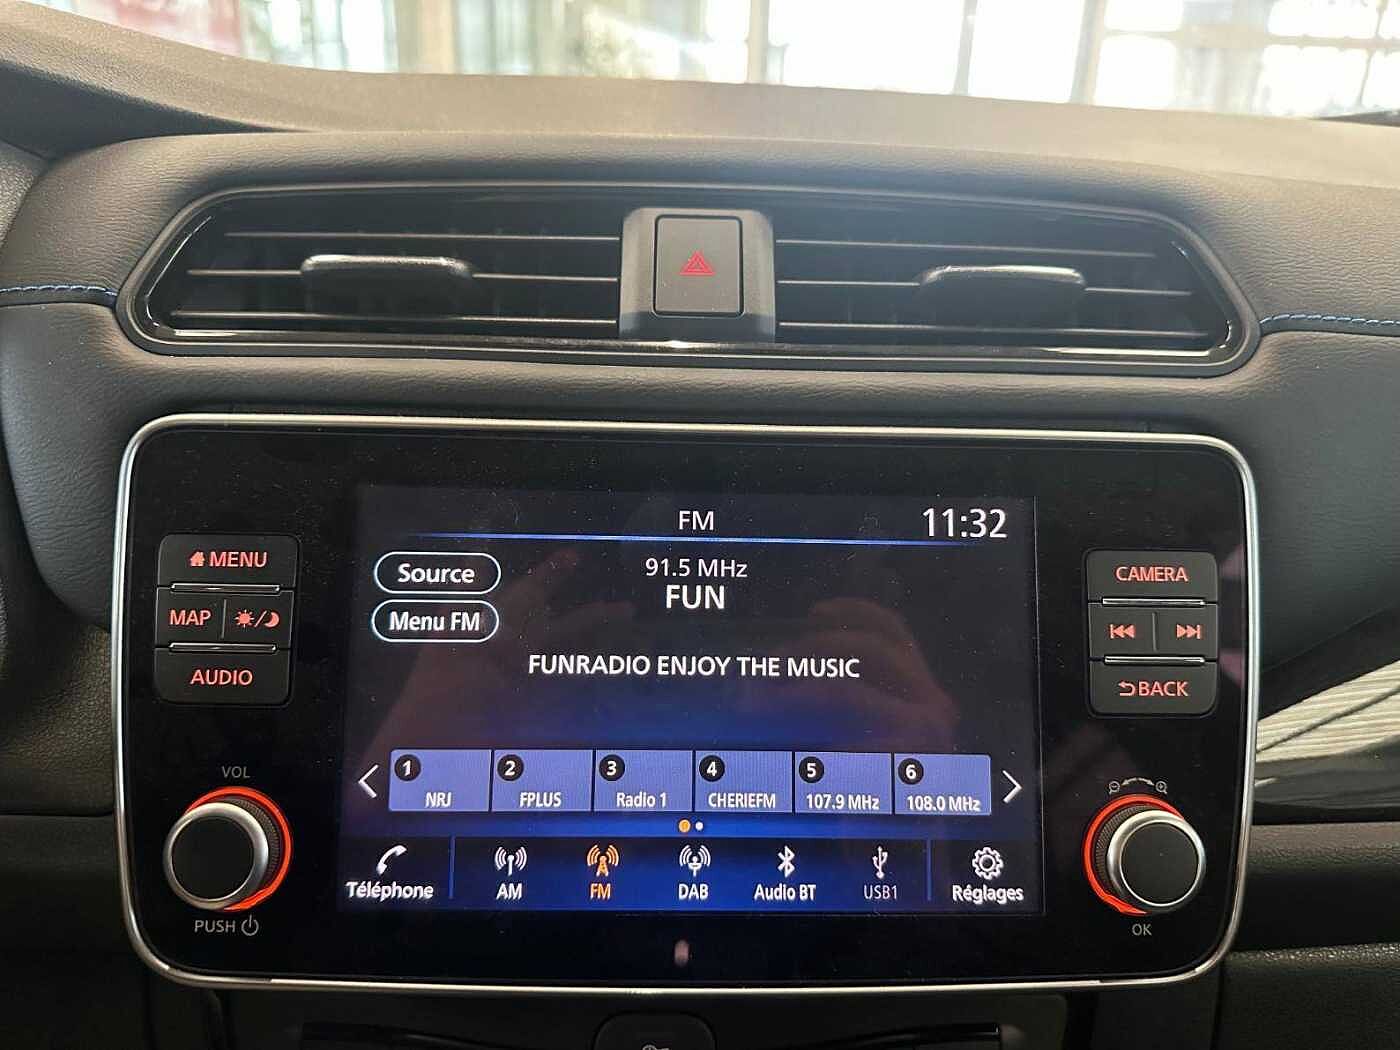 FM
11:32
MENU
Source
91.5 MHz
FUN
CAMERA
MAP
Menu FM
AUDIO
FUNRADIO ENJOY THE MUSIC
BACK
VOL
1
2
3
4
5
6
NRJ
FPLUS
Radio 1
CHERIEFM
107.9 MHz
108.0 MHz
Téléphone
AM
FM
DAB
Audio BT
USB1
Réglages
PUSH
OK